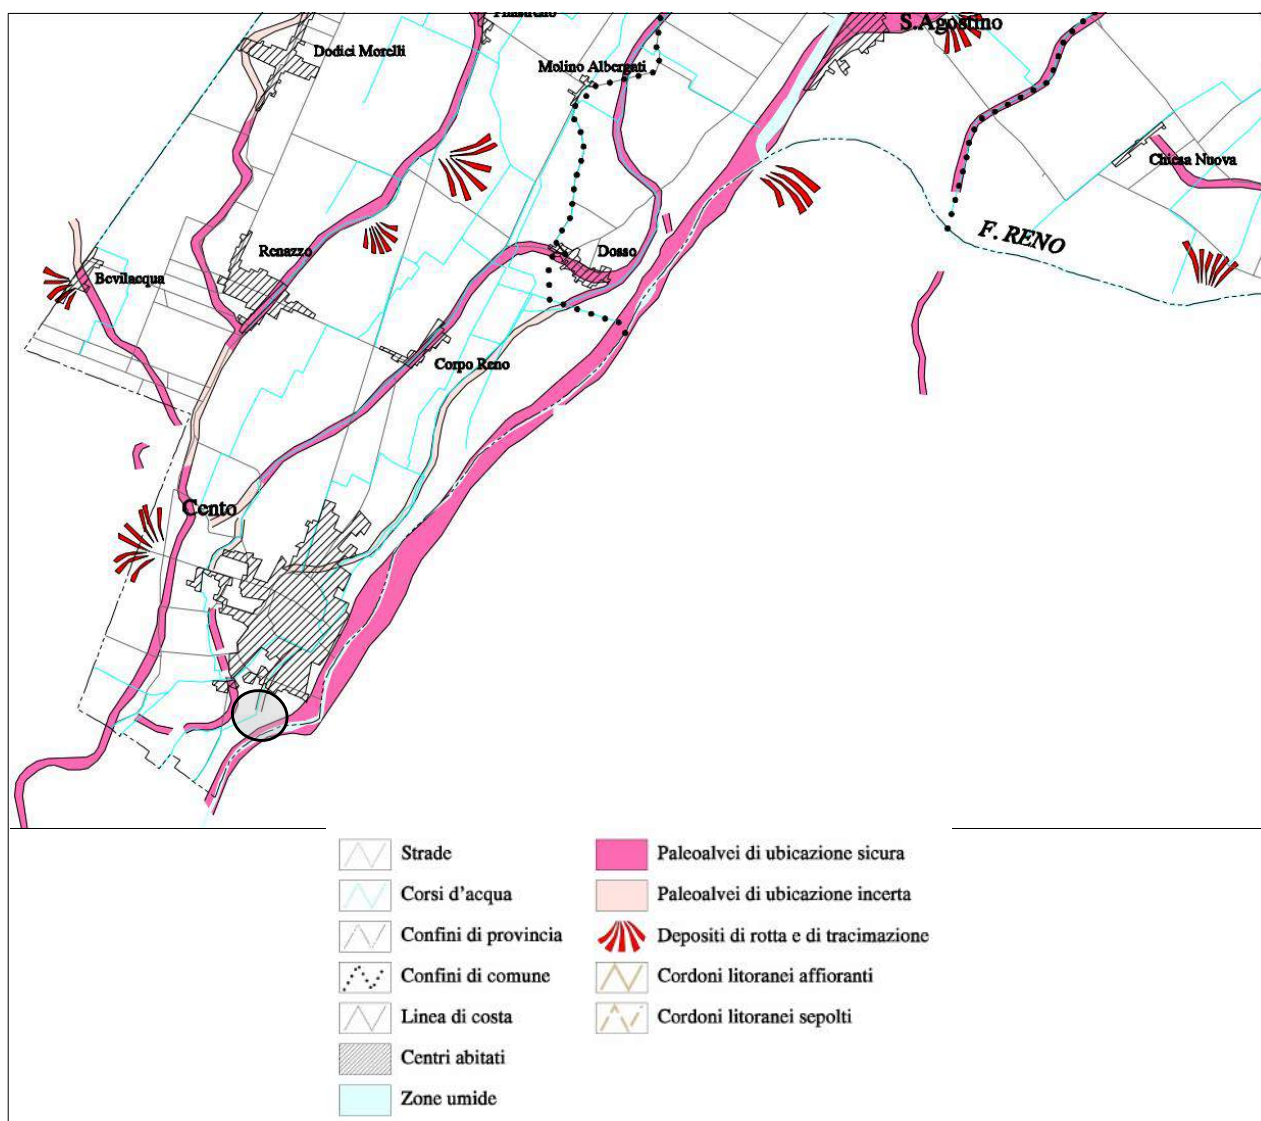 S.Agostino
Dodici Morelli
Molino Albergati
Chiesa Nuova
F. RENO
Renazzo
Dosso
Bevilacqua
Corpo Reno
Cento
Strade
Corsi d'acqua
Confini di provincia
Confini di comune
Linea di costa
Centri abitati
Zone umide
Paleoalvei di ubicazione sicura
Paleoalvei di ubicazione incerta
Depositi di rotta e di tracimazione
Cordoni litoranei affioranti
Cordoni litoranei sepolti